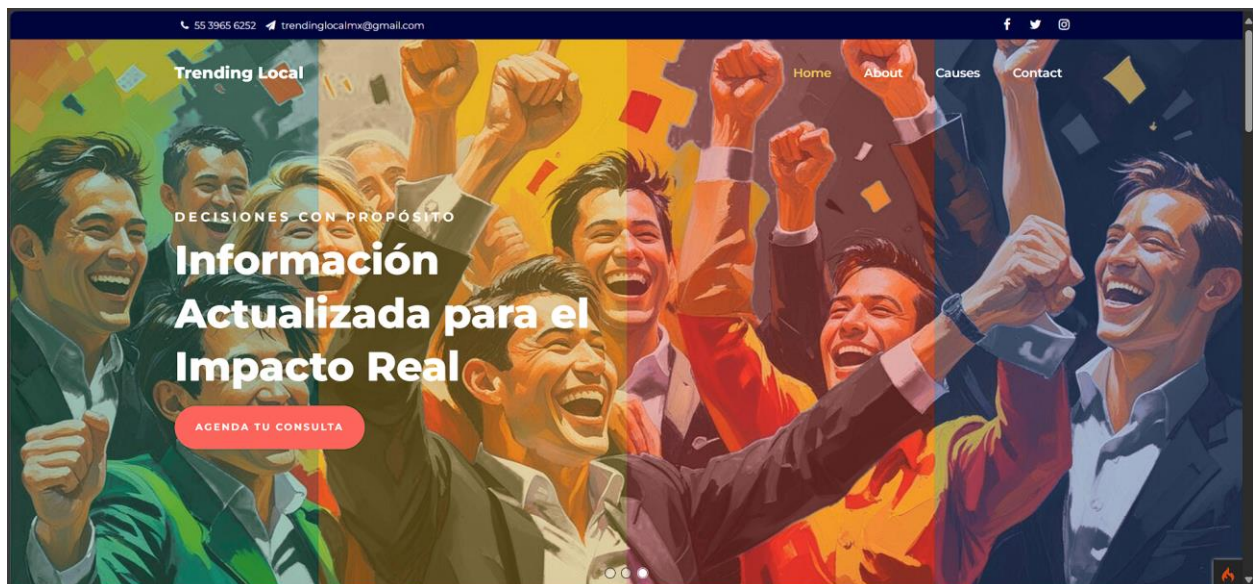 55 3965 6252 trendinglocalmx@gmail.com
Trending Local
Home About Causes Contact
DECISIONES CON PROPÓSITO
Información
Actualizada para el
Impacto Real
AGENDA TU CONSULTA